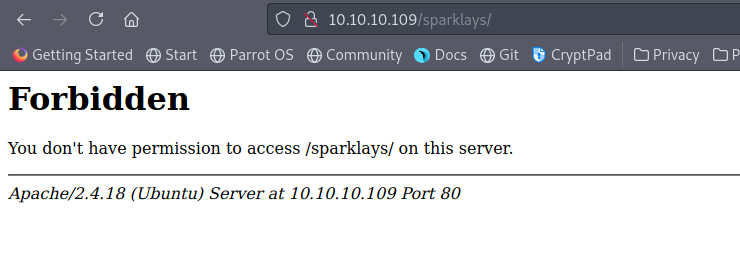 10.10.10.109/sparklays/
Getting Started Start Parrot OS Community Docs Git CryptPad Privacy P
Forbidden
You don't have permission to access /sparklays/ on this server.
Apache/2.4.18 (Ubuntu) Server at 10.10.10.109 Port 80